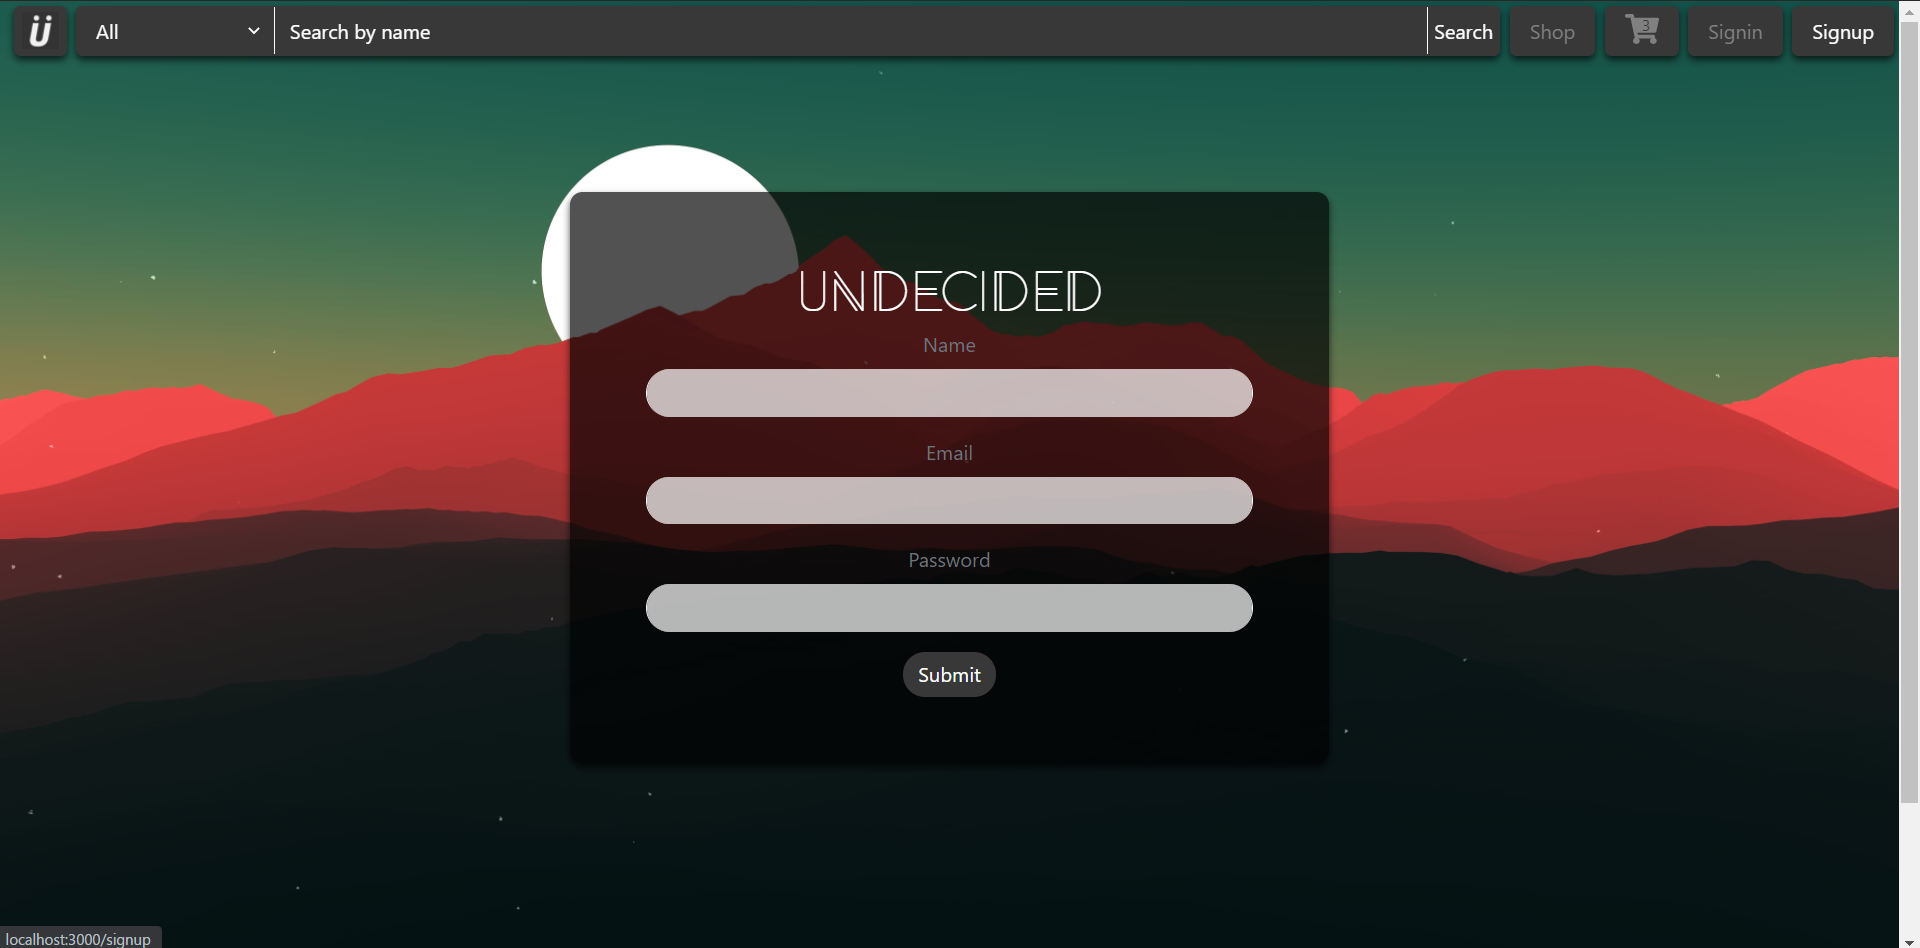 Ü
All
Search by name
Search
Shop
3
Signin
Signup
UNDECIDED
Name
Email
Password
Submit
localhost:3000/signup